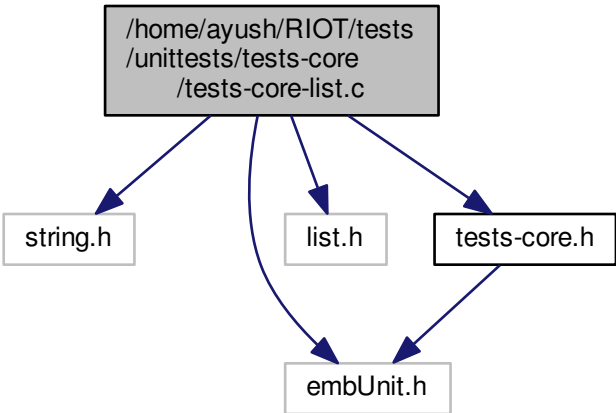 /home/ayush/RIOT/tests
/unittests/tests-core
/tests-core-list.c
string.h
list.h
tests-core.h
embUnit.h